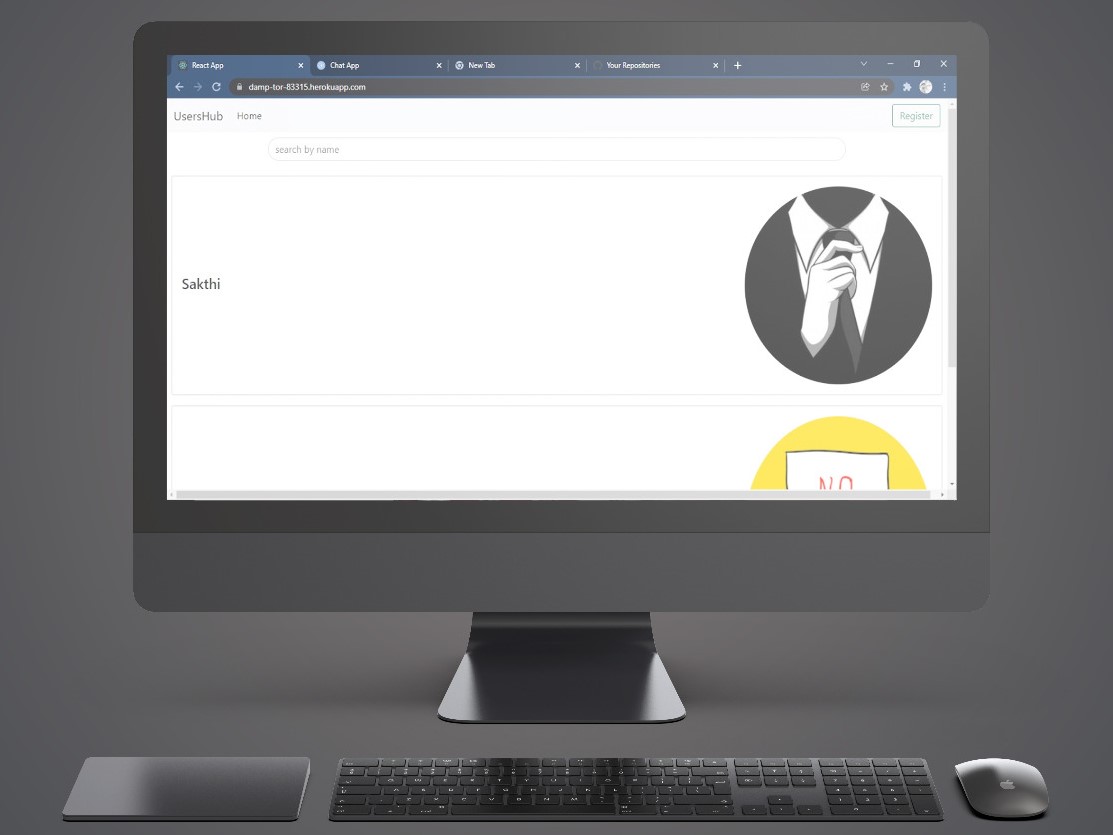 React App
Chat App
New Tab
Your Repositories
damp-tor-83315.herokuapp.com
UsersHub
Home
Register
search by name
Sakthi
NO